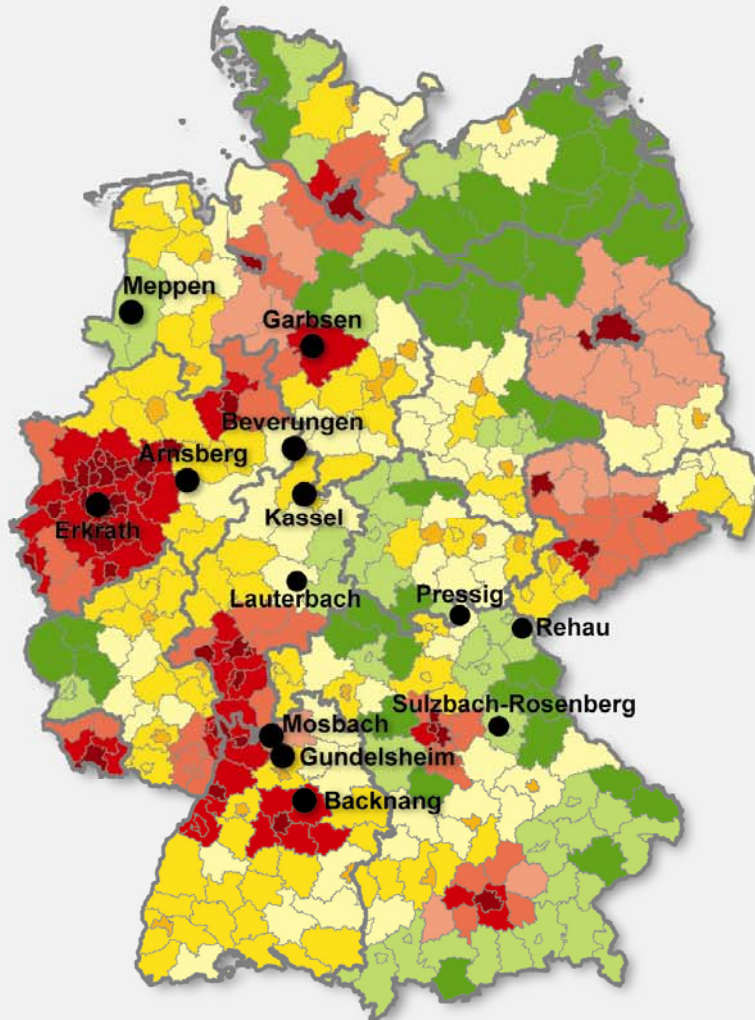 Meppen
Garbsen
Beverungen
Arnsberg
Kassel
Erkrath
Lauterbach
Pressig
Rehau
Sulzbach-Rosenberg
Mosbach
Gundelsheim
Backnang